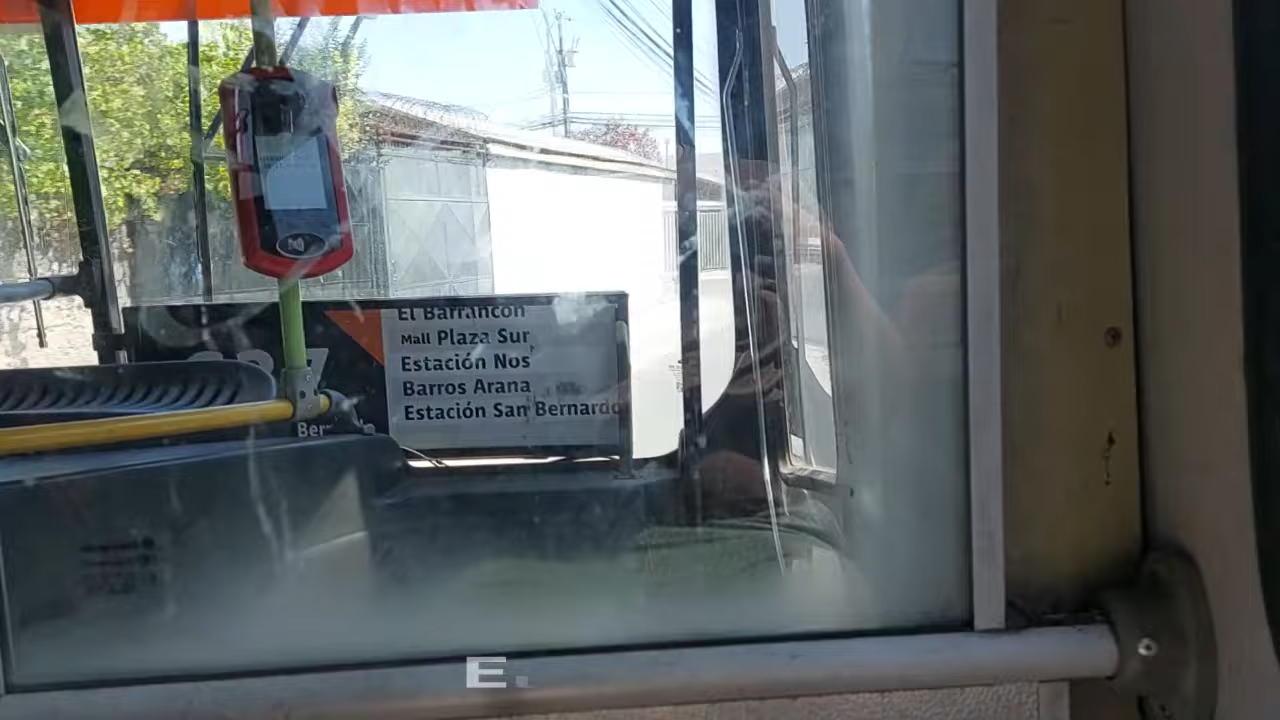 El Barrancón
Mall Plaza Sur
Estación Nos
Barros Arana
Estación San Bernardo
E.